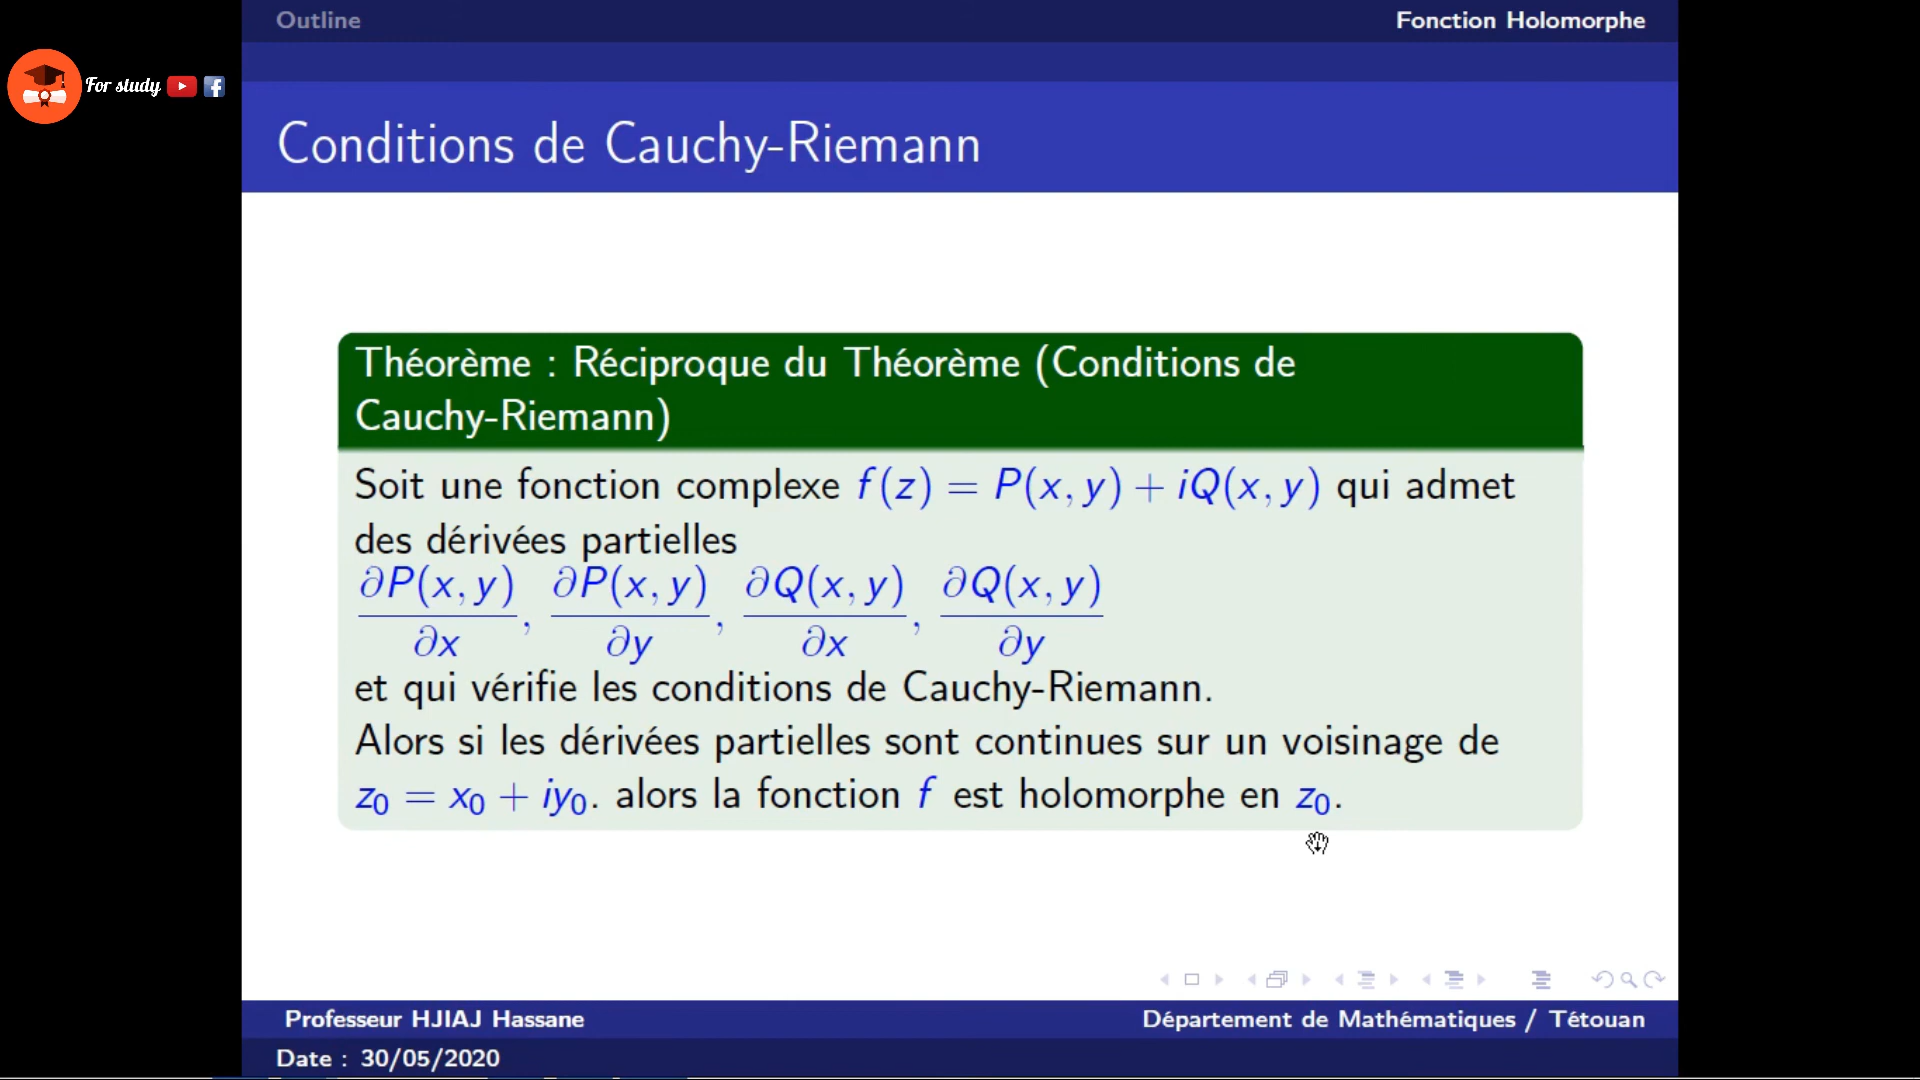 Outline
Fonction Holomorphe
For study
Conditions de Cauchy-Riemann
Théorème : Réciproque du Théorème (Conditions de
Cauchy-Riemann)
Soit une fonction complexe f(z) = P(x, y) + iQ(x, y) qui admet
des dérivées partielles
∂P(x, y)/∂x, ∂P(x, y)/∂y, ∂Q(x, y)/∂x, ∂Q(x, y)/∂y
et qui vérifie les conditions de Cauchy-Riemann.
Alors si les dérivées partielles sont continues sur un voisinage de
z₀ = x₀ + iy₀. alors la fonction f est holomorphe en z₀.
Professeur HJIAJ Hassane
Département de Mathématiques / Tétouan
Date : 30/05/2020